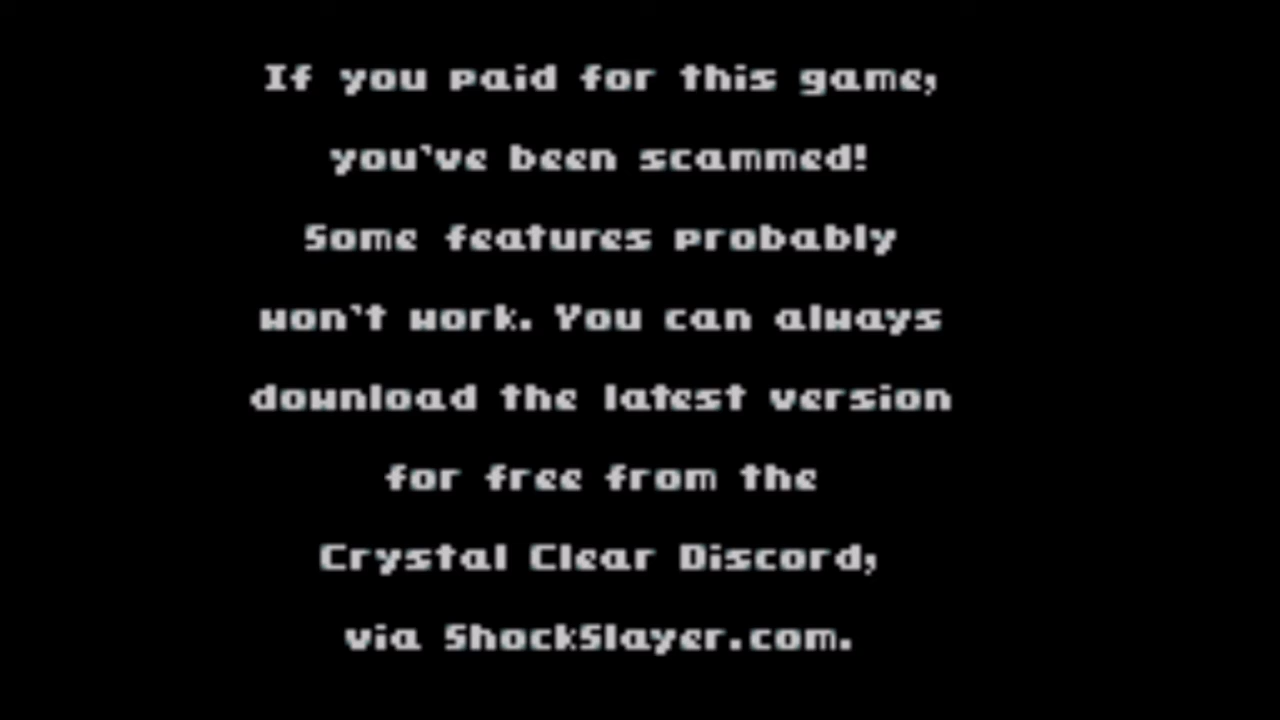 If you paid for this game,
you've been scammed!
Some features probably
won't work. You can always
download the latest version
for free from the
Crystal Clear Discord,
via ShockSlayer.com.